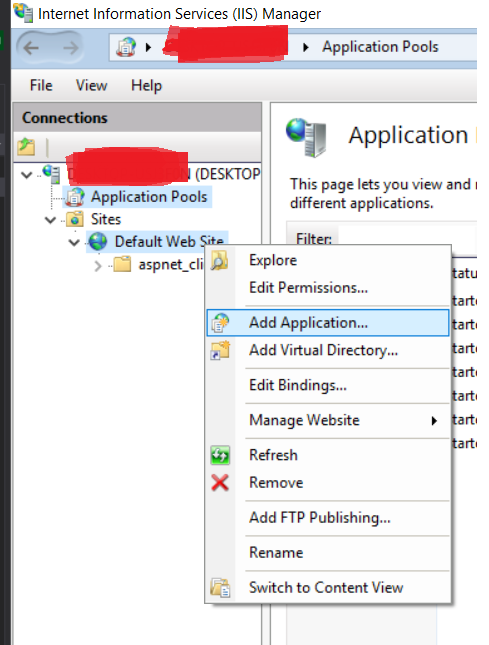 Internet Information Services (IIS) Manager
Application Pools
File View Help
Connections
(DESKTOP
Application Pools
Sites
Default Web Site
aspnet_cli
Application
This page lets you view and
different applications.
Filter:
Explore
Edit Permissions...
Add Application...
Add Virtual Directory...
Edit Bindings...
Manage Website
Refresh
Remove
Add FTP Publishing...
Rename
Switch to Content View
tatu
tarte
tarte
tarte
tarte
tarte
tarte
tarte